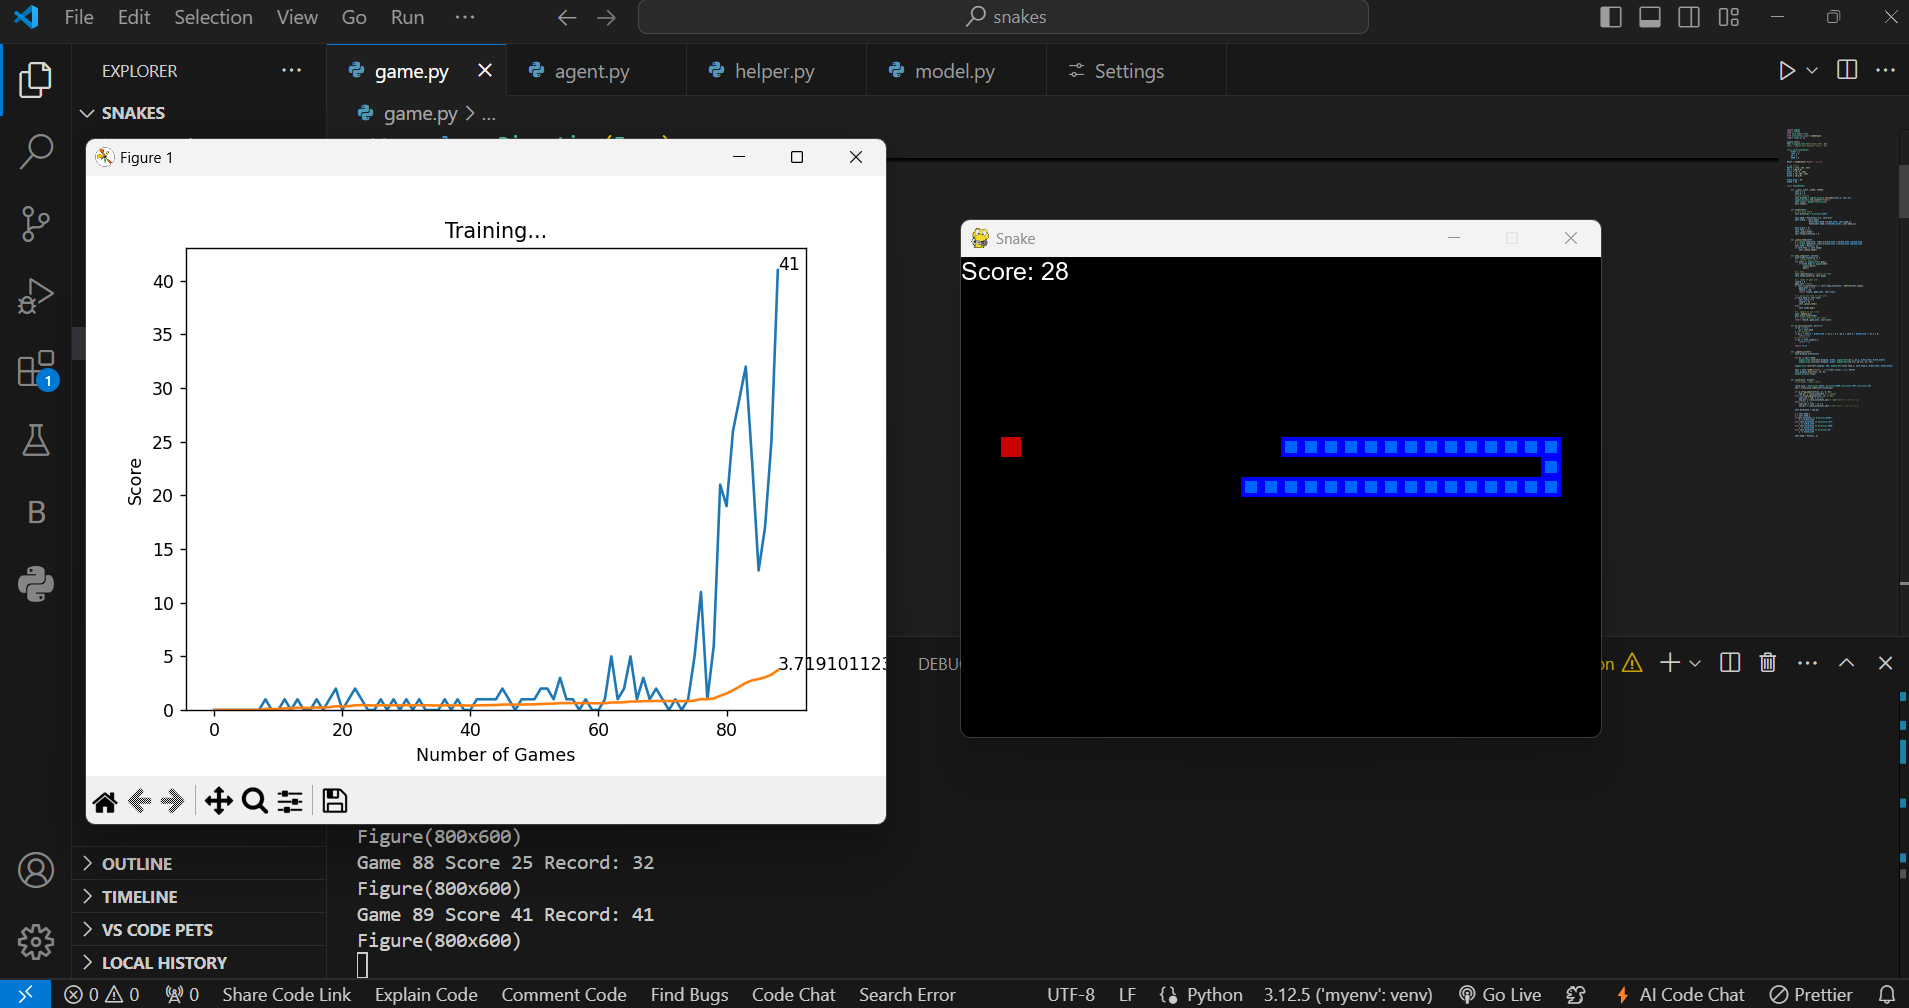 File Edit Selection View Go Run ···
snakes
EXPLORER ···
game.py
agent.py
helper.py
model.py
Settings
SNAKES
game.py > ...
Figure 1
Training...
41
3.719101123
Score
40
35
30
25
20
15
10
5
0
0 20 40 60 80
Number of Games
Snake
Score: 28
1
B
DEBU
on
Figure(800x600)
Game 88 Score 25 Record: 32
Figure(800x600)
Game 89 Score 41 Record: 41
Figure(800x600)
OUTLINE
TIMELINE
VS CODE PETS
LOCAL HISTORY
0 0 0 Share Code Link Explain Code Comment Code Find Bugs Code Chat Search Error UTF-8 LF Python 3.12.5 ('myenv': venv) Go Live AI Code Chat Prettier